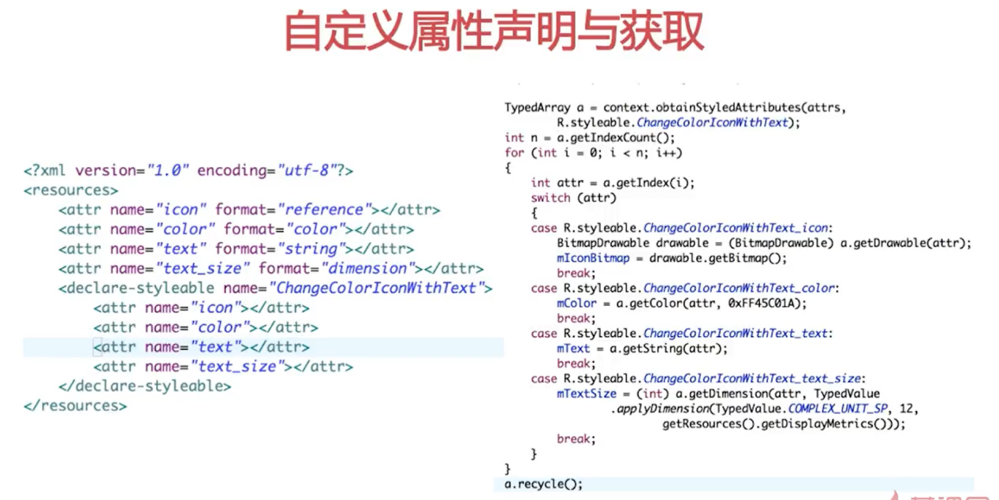 自定义属性声明与获取
<?xml version="1.0" encoding="utf-8"?>
<resources>
    <attr name="icon" format="reference"></attr>
    <attr name="color" format="color"></attr>
    <attr name="text" format="string"></attr>
    <attr name="text_size" format="dimension"></attr>
    <declare-styleable name="ChangeColorIconWithText">
        <attr name="icon"></attr>
        <attr name="color"></attr>
        <attr name="text"></attr>
        <attr name="text_size"></attr>
    </declare-styleable>
</resources>
TypedArray a = context.obtainStyledAttributes(attrs,
        R.styleable.ChangeColorIconWithText);
int n = a.getIndexCount();
for (int i = 0; i < n; i++)
{
    int attr = a.getIndex(i);
    switch (attr)
    {
    case R.styleable.ChangeColorIconWithText_icon:
        BitmapDrawable drawable = (BitmapDrawable) a.getDrawable(attr);
        mIconBitmap = drawable.getBitmap();
        break;
    case R.styleable.ChangeColorIconWithText_color:
        mColor = a.getColor(attr, 0xFF45C01A);
        break;
    case R.styleable.ChangeColorIconWithText_text:
        mText = a.getString(attr);
        break;
    case R.styleable.ChangeColorIconWithText_text_size:
        mTextSize = (int) a.getDimension(attr, TypedValue
                .applyDimension(TypedValue.COMPLEX_UNIT_SP, 12,
                        getResources().getDisplayMetrics()));
        break;
    }
}
a.recycle();